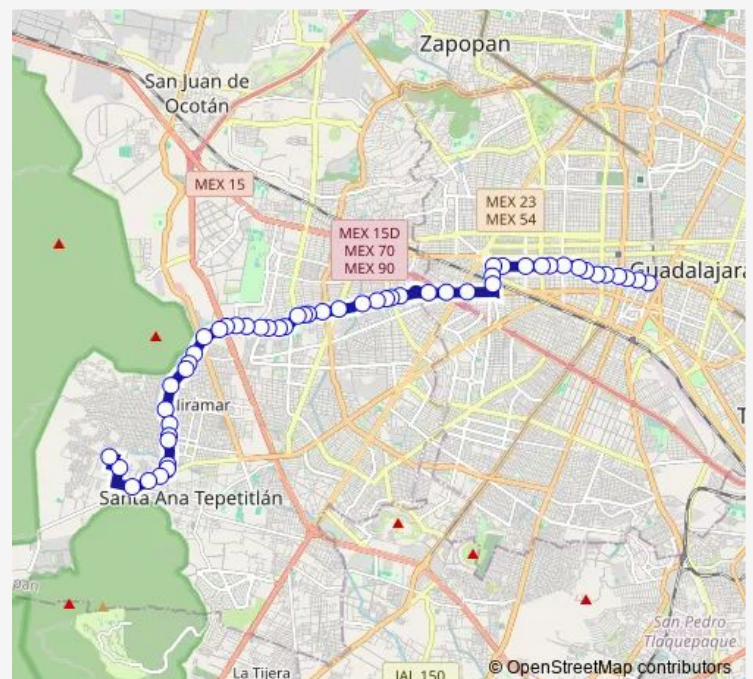 Zapopan
San Juan de
Ocotán
MEX 15
MEX 23
MEX 54
MEX 15D
MEX 70
MEX 90
Guadalajara
Miramar
Santa Ana Tepetitlán
pan
San Pedro
Tlaquepaque
La Tijera
JAL 150
T
© OpenStreetMap contributors